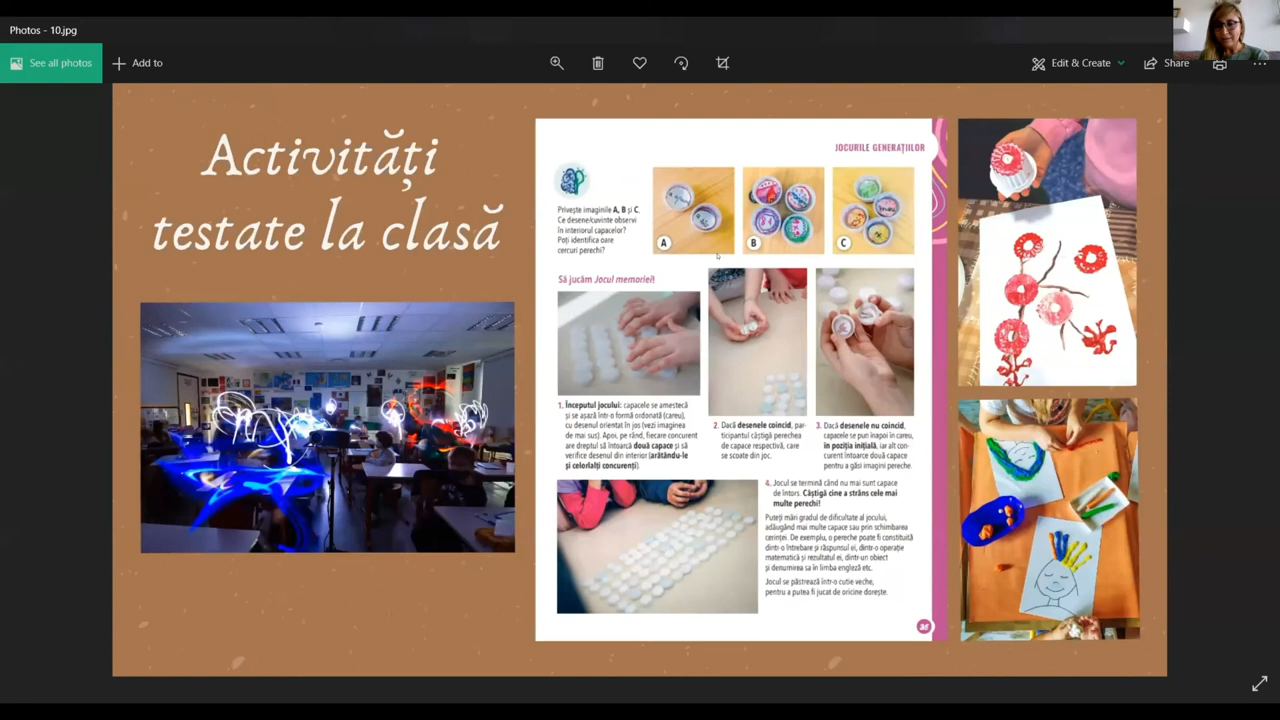 Photos - 10.jpg
See all photos
Add to
Edit & Create
Share
Activități
testate la clasă
JOCURILE GENERAȚIILOR
Privește imaginile A, B și C.
Ce desene/cuvinte observi
în interiorul capacelor?
Poți identifica oare
cercuri perechi?
A
B
C
Să jucăm Jocul memoriei!
1. Începutul jocului: capacele se amestecă
și se așază într-o formă ordonată (careu),
cu desenul orientat în jos (vezi imaginea
de mai sus). Apoi, pe rând, fiecare concurent
are dreptul să întoarcă două capace și să
verifice desenul din interior (arătându-le
și celorlalți concurenți).
2. Dacă desenele coincid, par-
ticipantul câștigă perechea
de capace respectivă, care
se scoate din joc.
3. Dacă desenele nu coincid,
capacele se pun înapoi în careu,
în poziția inițială, iar alt con-
curent întoarce două capace
pentru a găsi imagini pereche.
4. Jocul se termină când nu mai sunt capace
de întors. Câștigă cine a strâns cele mai
multe perechi!
Puteți mări gradul de dificultate al jocului,
adăugând mai multe capace sau prin schimbarea
cerinței. De exemplu, o pereche poate fi constituită
dintr-o întrebare și răspunsul ei, dintr-o operație
matematică și rezultatul ei, dintr-un obiect
și denumirea sa în limba engleză etc.
Jocul se păstrează într-o cutie veche,
pentru a putea fi jucat de oricine dorește.